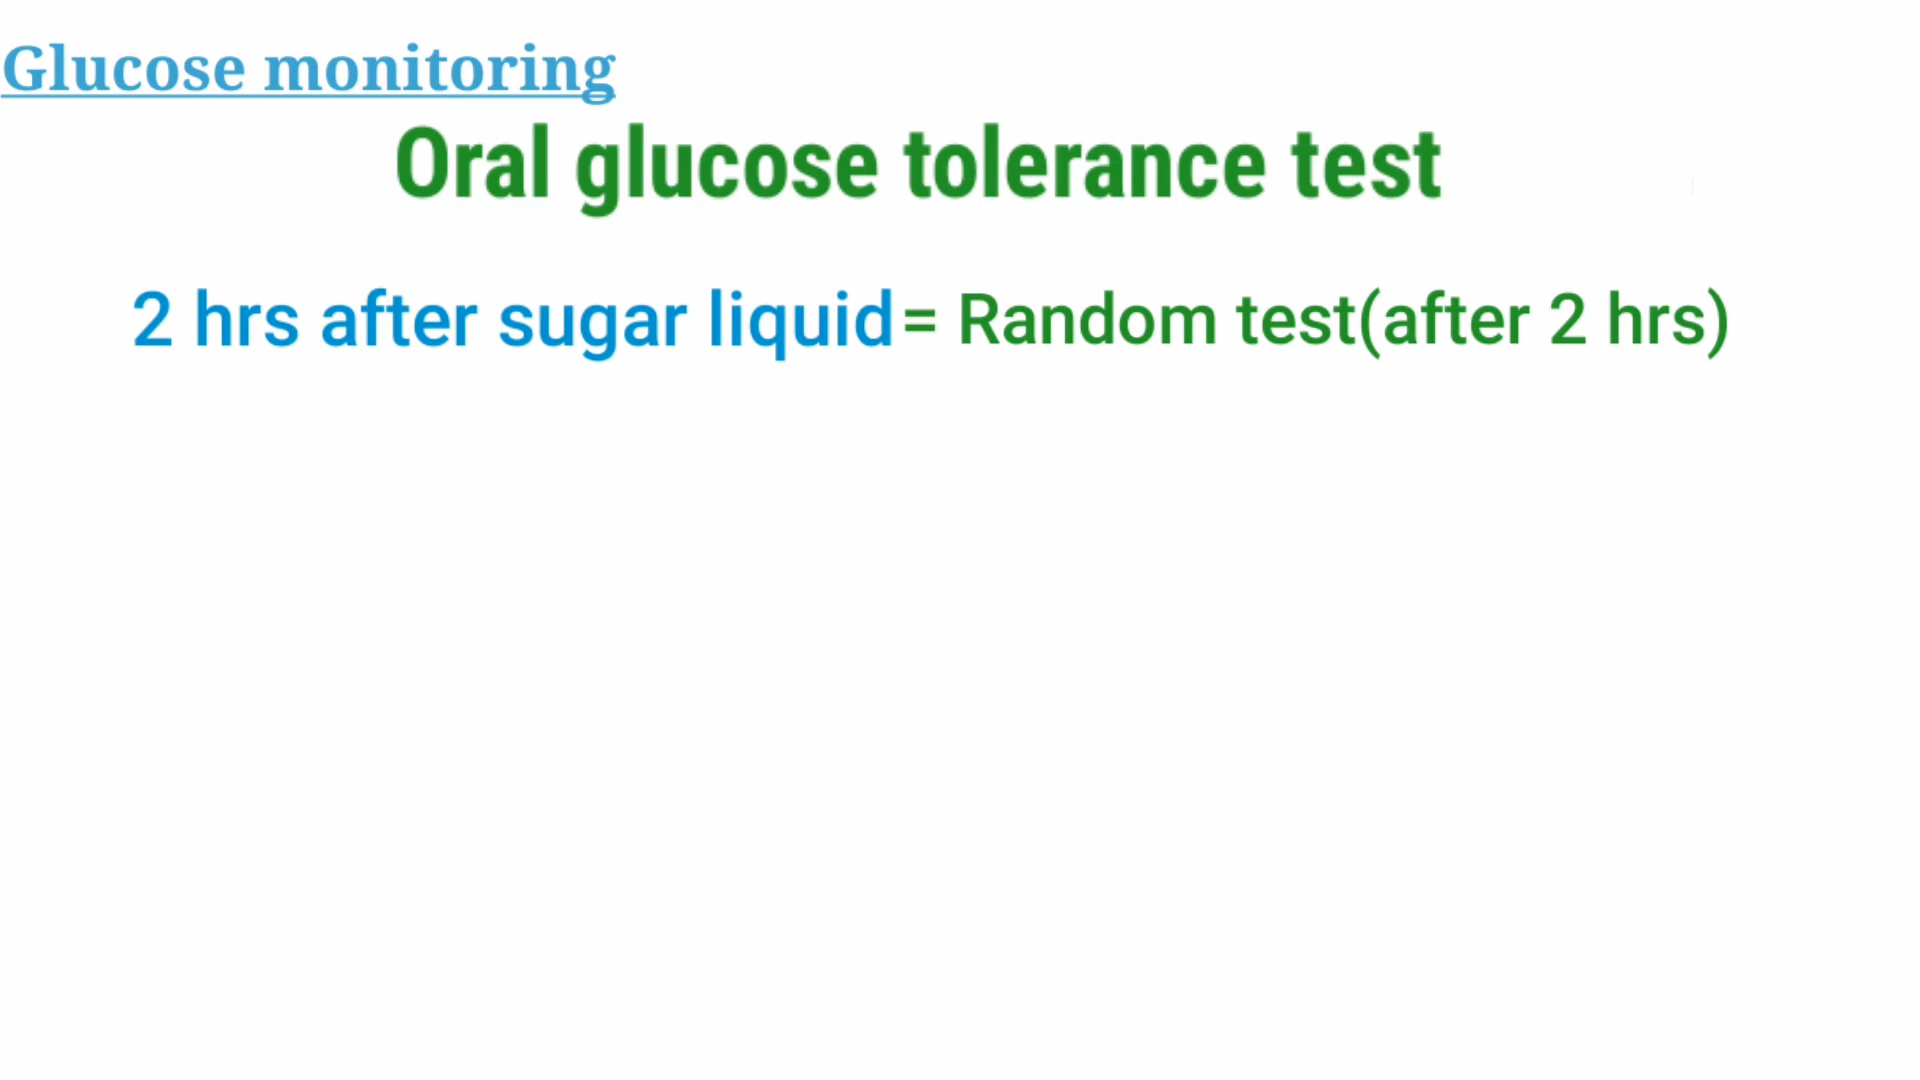 Glucose monitoring
Oral glucose tolerance test
2 hrs after sugar liquid= Random test(after 2 hrs)